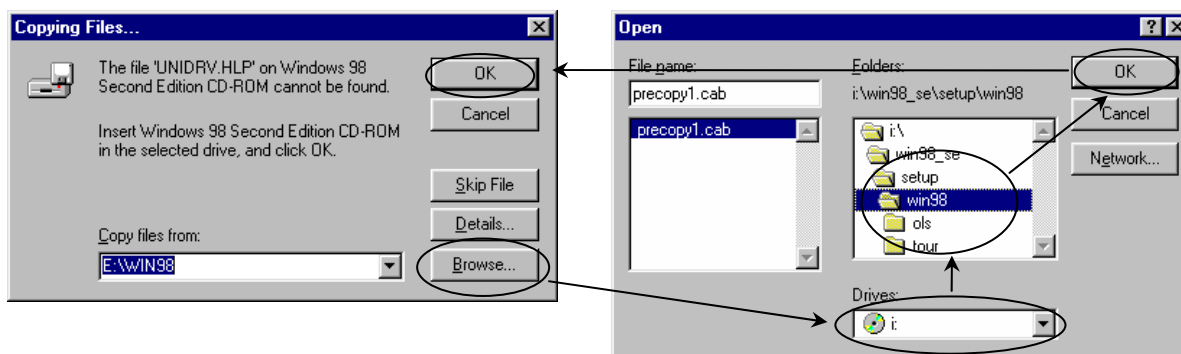 Copying Files...
The file 'UNIDRV.HLP' on Windows 98
Second Edition CD-ROM cannot be found.
Insert Windows 98 Second Edition CD-ROM
in the selected drive, and click OK.
OK
Cancel
Skip File
Details...
Browse...
Copy files from:
E:\WIN98
Open
File name:
precopy1.cab
precopy1.cab
Folders:
i:\win98_se\setup\win98
i:\
win98_se
setup
win98
ols
tour
Drives:
i:
OK
Cancel
Network...